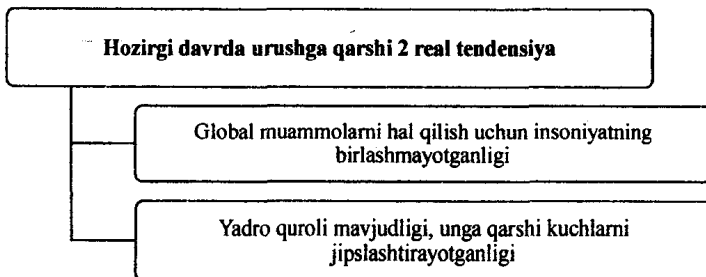 Hozirgi davrda urushga qarshi 2 real tendensiya
Global muammolarni hal qilish uchun insoniyatning
birlashmayotganligi
Yadro quroli mavjudligi, unga qarshi kuchlarni
jipslashtirayotganligi